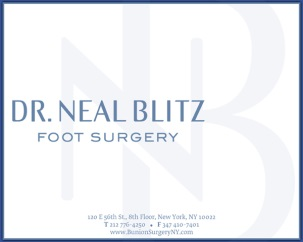 DR. NEAL BLITZ
FOOT SURGERY
120 E 56th St., 8th Floor, New York, NY 10022
T 212 776-4250 • F 347 410-7401
www.BunionSurgeryNY.com